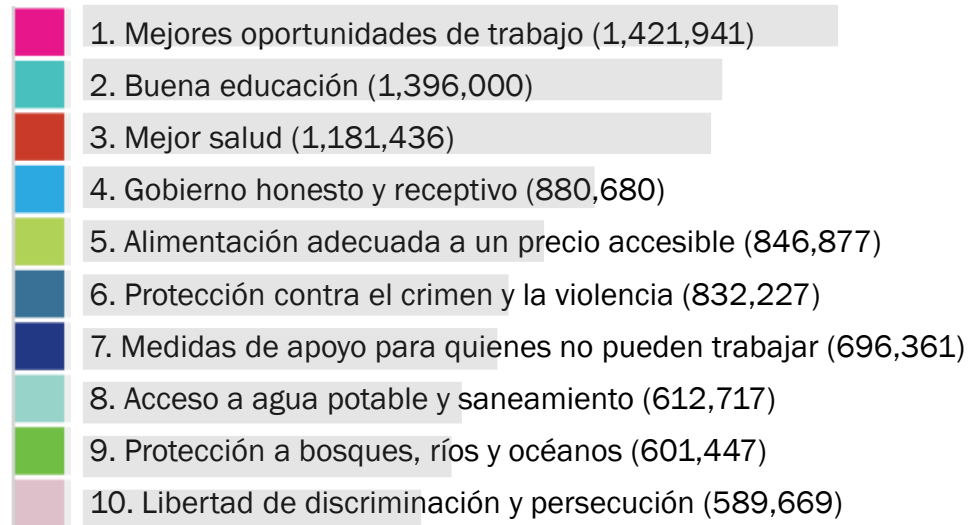 1. Mejores oportunidades de trabajo (1,421,941)
2. Buena educación (1,396,000)
3. Mejor salud (1,181,436)
4. Gobierno honesto y receptivo (880,680)
5. Alimentación adecuada a un precio accesible (846,877)
6. Protección contra el crimen y la violencia (832,227)
7. Medidas de apoyo para quienes no pueden trabajar (696,361)
8. Acceso a agua potable y saneamiento (612,717)
9. Protección a bosques, ríos y océanos (601,447)
10. Libertad de discriminación y persecución (589,669)